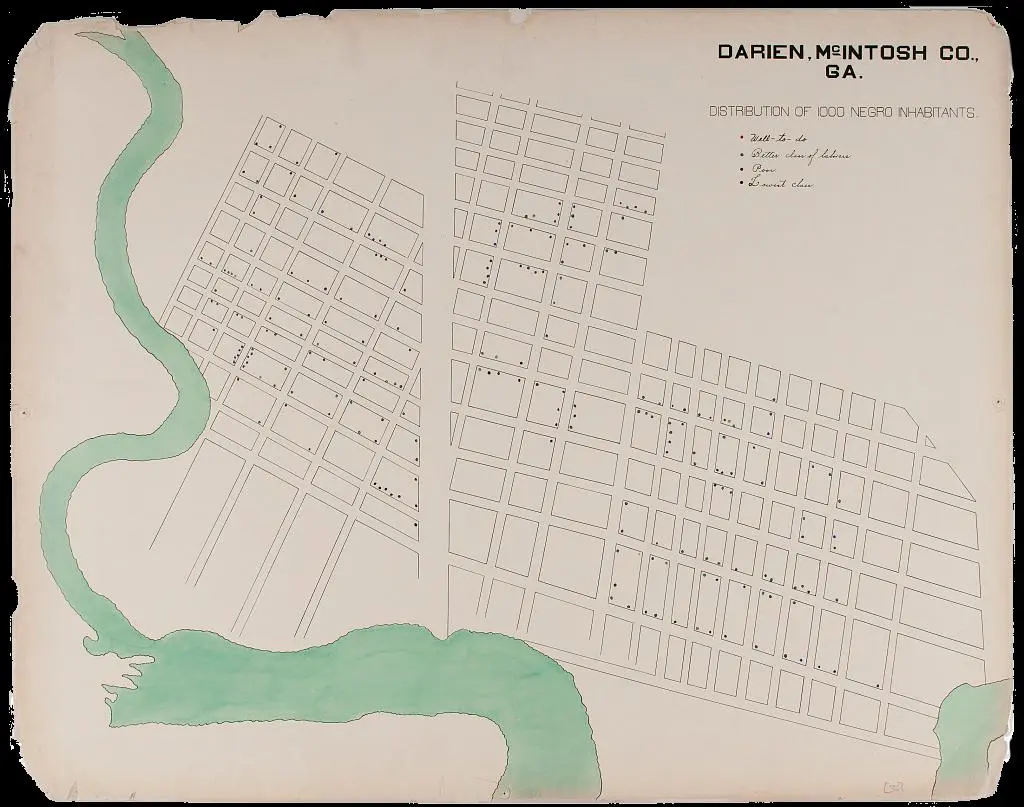 DARIEN, McINTOSH CO.,
GA.
DISTRIBUTION OF 1000 NEGRO INHABITANTS.
Well-to-do
Better class of laborers
Poor
Lowest class